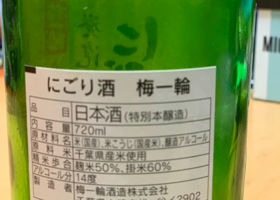 にごり酒 梅一輪
品目 日本酒(特別本醸造)
内容量 720ml
原材料名 米(国産)、米こうじ(国産米)、醸造アルコール
原料米 千葉県産米使用
精米歩合 麹米50%、掛米60%
アルコール分 14度
梅一輪酒造株式会社